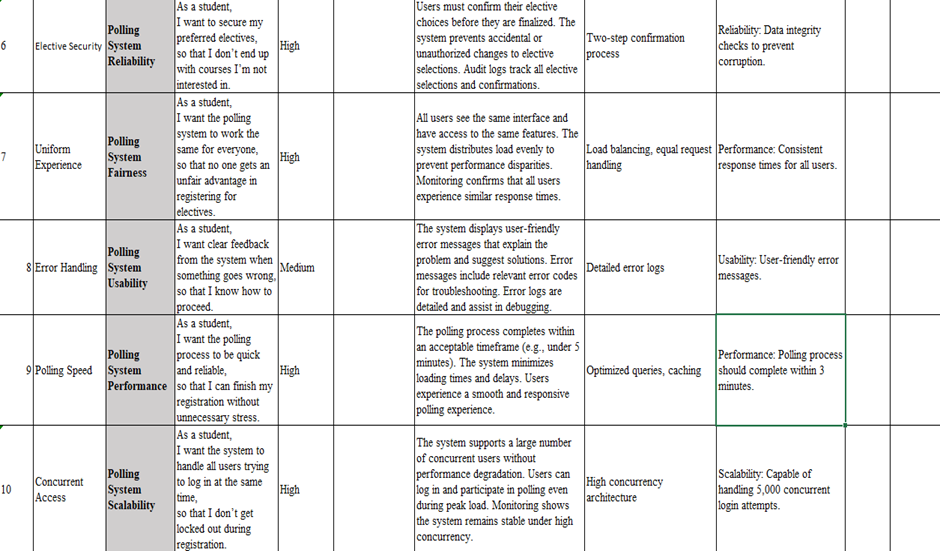 6
Elective Security
Polling
System
Reliability
As a student,
I want to secure my
preferred electives,
so that I don't end up
with courses I'm not
interested in.
High
Users must confirm their elective
choices before they are finalized. The
system prevents accidental or
unauthorized changes to elective
selections. Audit logs track all elective
selections and confirmations.
Two-step confirmation
process
Reliability: Data integrity
checks to prevent
corruption.
7
Uniform
Experience
Polling
System
Fairness
As a student,
I want the polling
system to work the
same for everyone,
so that no one gets an
unfair advantage in
registering for
electives.
High
All users see the same interface and
have access to the same features. The
system distributes load evenly to
prevent performance disparities.
Monitoring confirms that all users
experience similar response times.
Load balancing, equal request
handling
Performance: Consistent
response times for all users.
8
Error Handling
Polling
System
Usability
As a student,
I want clear feedback
from the system when
something goes wrong,
so that I know how to
proceed.
Medium
The system displays user-friendly
error messages that explain the
problem and suggest solutions. Error
messages include relevant error codes
for troubleshooting. Error logs are
detailed and assist in debugging.
Detailed error logs
Usability: User-friendly error
messages.
9
Polling Speed
Polling
System
Performance
As a student,
I want the polling
process to be quick
and reliable,
so that I can finish my
registration without
unnecessary stress.
High
The polling process completes within
an acceptable timeframe (e.g., under 5
minutes). The system minimizes
loading times and delays. Users
experience a smooth and responsive
polling experience.
Optimized queries, caching
Performance: Polling process
should complete within 3
minutes.
10
Concurrent
Access
Polling
System
Scalability
As a student,
I want the system to
handle all users trying
to log in at the same
time,
so that I don't get
locked out during
registration.
High
The system supports a large number
of concurrent users without
performance degradation. Users can
log in and participate in polling even
during peak load. Monitoring shows
the system remains stable under high
concurrency.
High concurrency
architecture
Scalability: Capable of
handling 5,000 concurrent
login attempts.